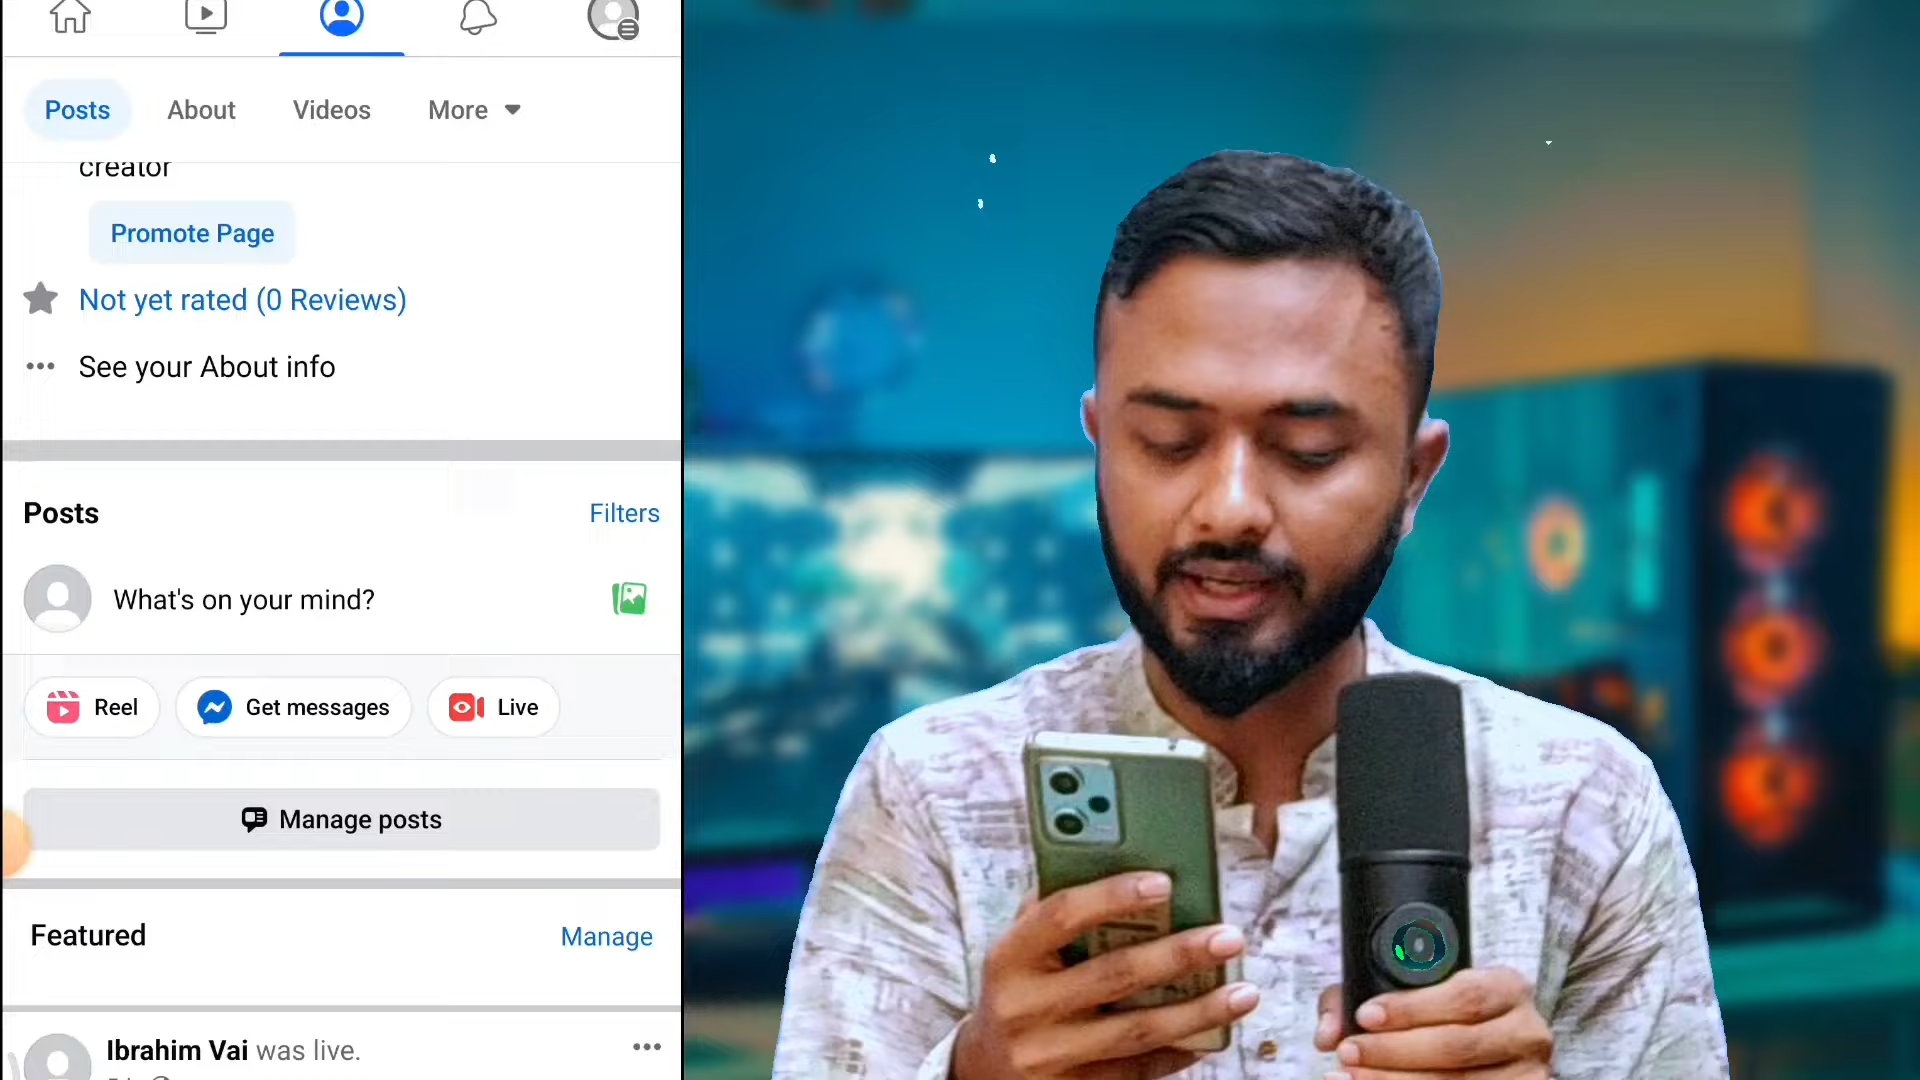 Posts About Videos More
creator
Promote Page
Not yet rated (0 Reviews)
See your About info
Posts Filters
What's on your mind?
Reel Get messages Live
Manage posts
Featured Manage
Ibrahim Vai was live.